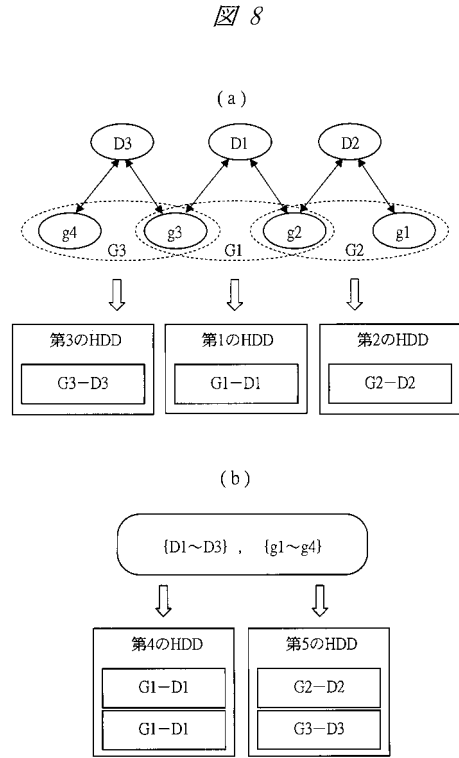 図 8
(a)
D3 D1 D2
g4 g3 g2 g1
G3 G1 G2
第3のHDD 第1のHDD 第2のHDD
G3−D3 G1−D1 G2−D2
(b)
{D1～D3} , {g1～g4}
第4のHDD 第5のHDD
G1−D1 G2−D2
G1−D1 G3−D3